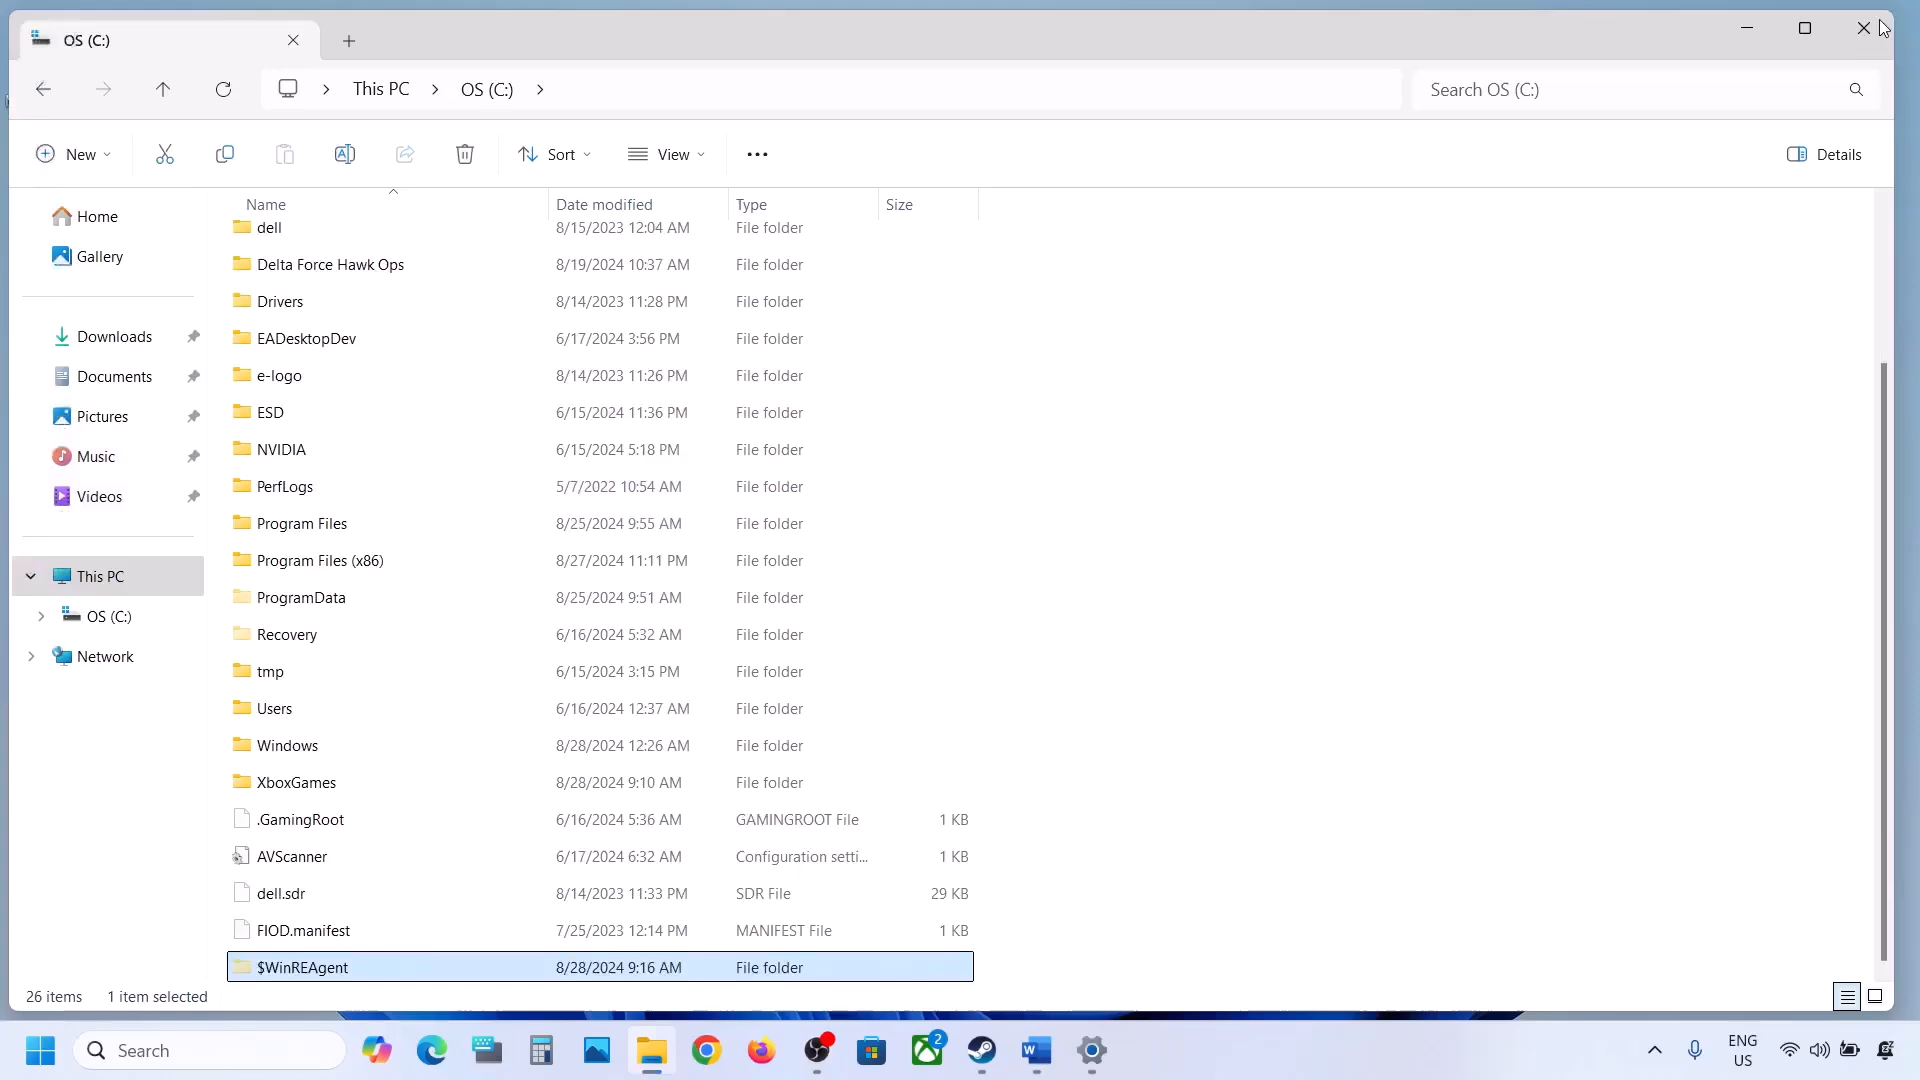 OS (C:)
This PC
OS (C:)
Search OS (C:)
New
Sort
View
Details
Home
Gallery
Downloads
Documents
Pictures
Music
Videos
This PC
OS (C:)
Network
Name Date modified Type Size
dell 8/15/2023 12:04 AM File folder
Delta Force Hawk Ops 8/19/2024 10:37 AM File folder
Drivers 8/14/2023 11:28 PM File folder
EADesktopDev 6/17/2024 3:56 PM File folder
e-logo 8/14/2023 11:26 PM File folder
ESD 6/15/2024 11:36 PM File folder
NVIDIA 6/15/2024 5:18 PM File folder
PerfLogs 5/7/2022 10:54 AM File folder
Program Files 8/25/2024 9:55 AM File folder
Program Files (x86) 8/27/2024 11:11 PM File folder
ProgramData 8/25/2024 9:51 AM File folder
Recovery 6/16/2024 5:32 AM File folder
tmp 6/15/2024 3:15 PM File folder
Users 6/16/2024 12:37 AM File folder
Windows 8/28/2024 12:26 AM File folder
XboxGames 8/28/2024 9:10 AM File folder
.GamingRoot 6/16/2024 5:36 AM GAMINGROOT File 1 KB
AVScanner 6/17/2024 6:32 AM Configuration setti... 1 KB
dell.sdr 8/14/2023 11:33 PM SDR File 29 KB
FIOD.manifest 7/25/2023 12:14 PM MANIFEST File 1 KB
$WinREAgent 8/28/2024 9:16 AM File folder
26 items 1 item selected
Search
2
ENG
US